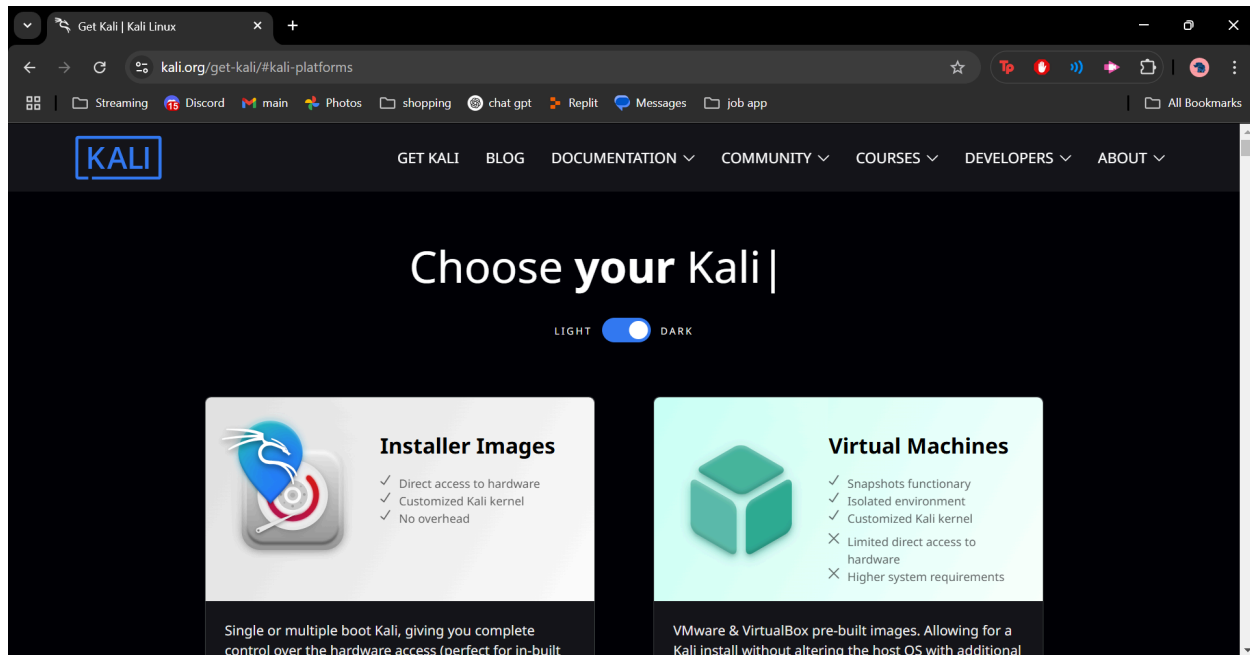 Get Kali | Kali Linux
kali.org/get-kali/#kali-platforms
Tp
Streaming
15
Discord
main
Photos
shopping
chat gpt
Replit
Messages
job app
All Bookmarks
KALI
GET KALI
BLOG
DOCUMENTATION
COMMUNITY
COURSES
DEVELOPERS
ABOUT
Choose your Kali|
LIGHT
DARK
Installer Images
Direct access to hardware
Customized Kali kernel
No overhead
Single or multiple boot Kali, giving you complete
control over the hardware access (perfect for in-built
Virtual Machines
Snapshots functionary
Isolated environment
Customized Kali kernel
Limited direct access to
hardware
Higher system requirements
VMware & VirtualBox pre-built images. Allowing for a
Kali install without altering the host OS with additional